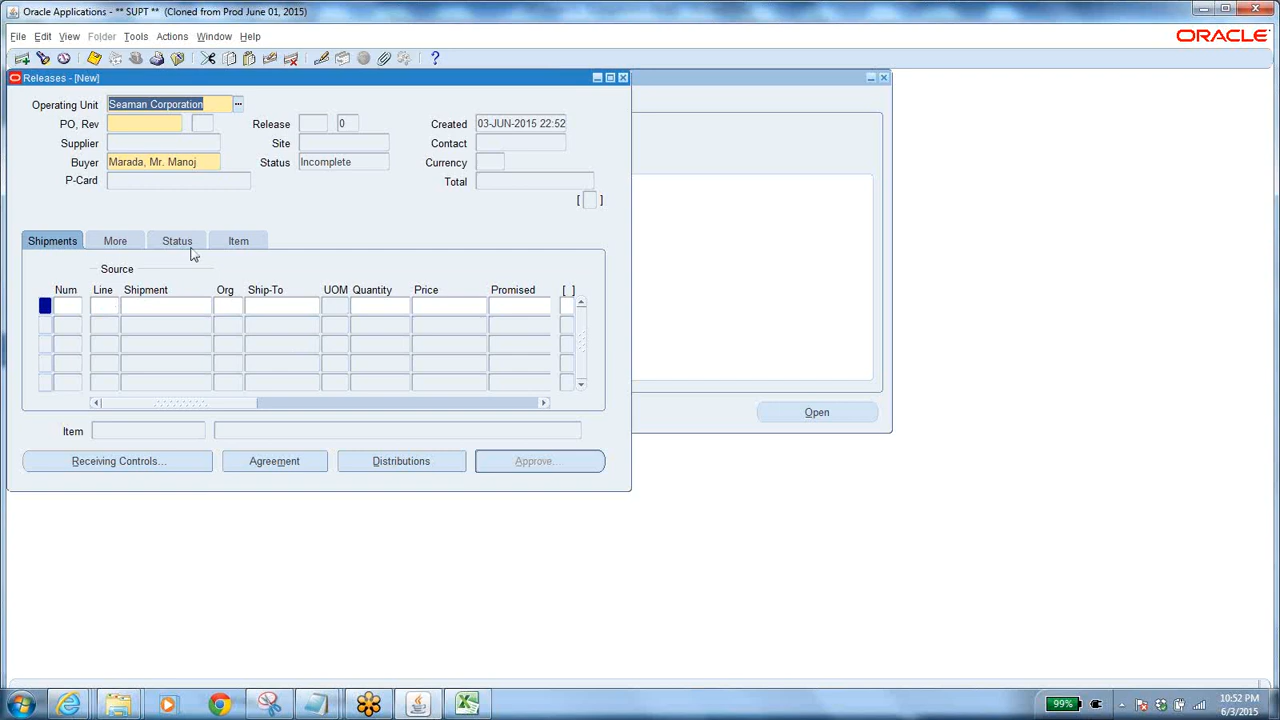 Oracle Applications - ** SUPT ** (Cloned from Prod June 01, 2015)
File Edit View Folder Tools Actions Window Help
ORACLE
Releases - [New]
Operating Unit Seaman Corporation
PO, Rev Release 0 Created 03-JUN-2015 22:52
Supplier Site Contact
Buyer Marada, Mr. Manoj Status Incomplete Currency
P-Card Total
[ ]
Shipments More Status Item
Source
Num Line Shipment Org Ship-To UOM Quantity Price Promised [ ]
Open
Item
Receiving Controls... Agreement Distributions Approve...
99% 10:52 PM
6/3/2015